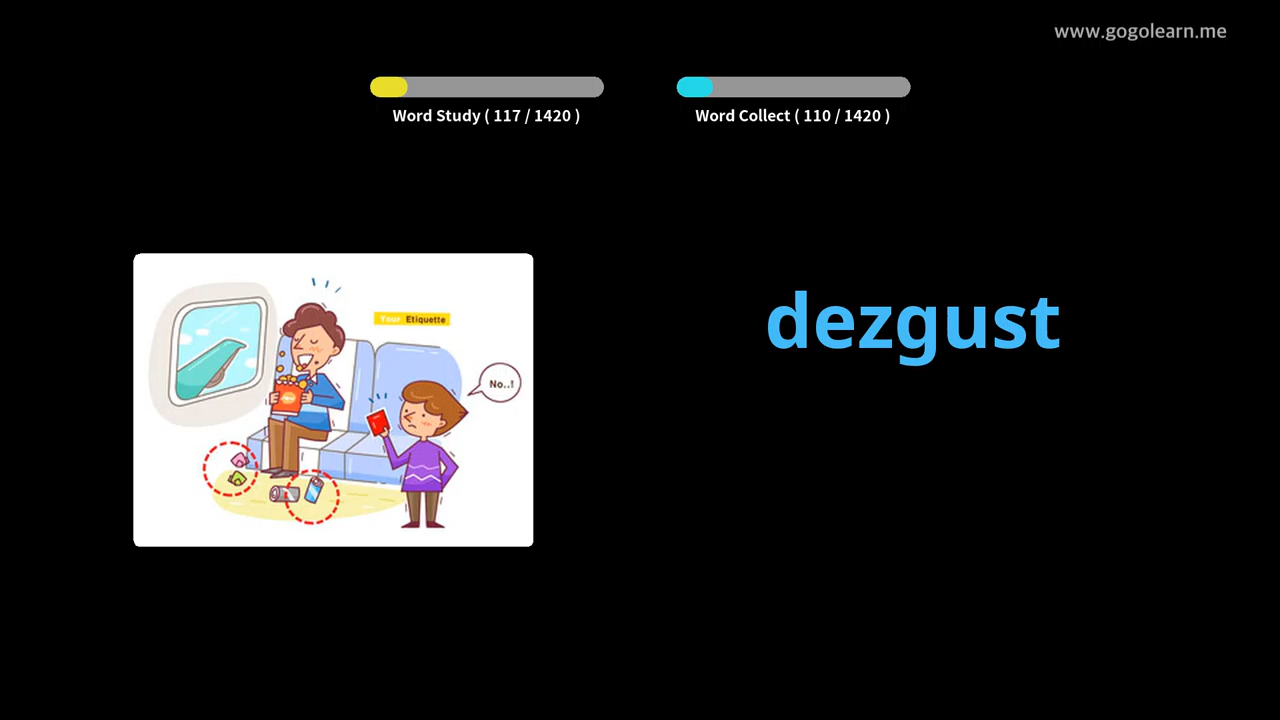 www.gogolearn.me
Word Study ( 117 / 1420 )
Word Collect ( 110 / 1420 )
Your Etiquette
No..!
dezgust